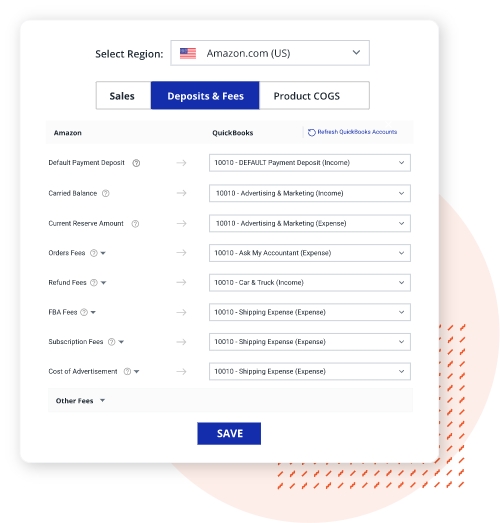 Select Region: Amazon.com (US)
Sales Deposits & Fees Product COGS
Amazon QuickBooks Refresh QuickBooks Accounts
Default Payment Deposit 10010 - DEFAULT Payment Deposit (Income)
Carried Balance 10010 - Advertising & Marketing (Income)
Current Reserve Amount 10010 - Advertising & Marketing (Expense)
Orders Fees 10010 - Ask My Accountant (Expense)
Refund Fees 10010 - Car & Truck (Income)
FBA Fees 10010 - Shipping Expense (Expense)
Subscription Fees 10010 - Shipping Expense (Expense)
Cost of Advertisement 10010 - Shipping Expense (Expense)
Other Fees
SAVE